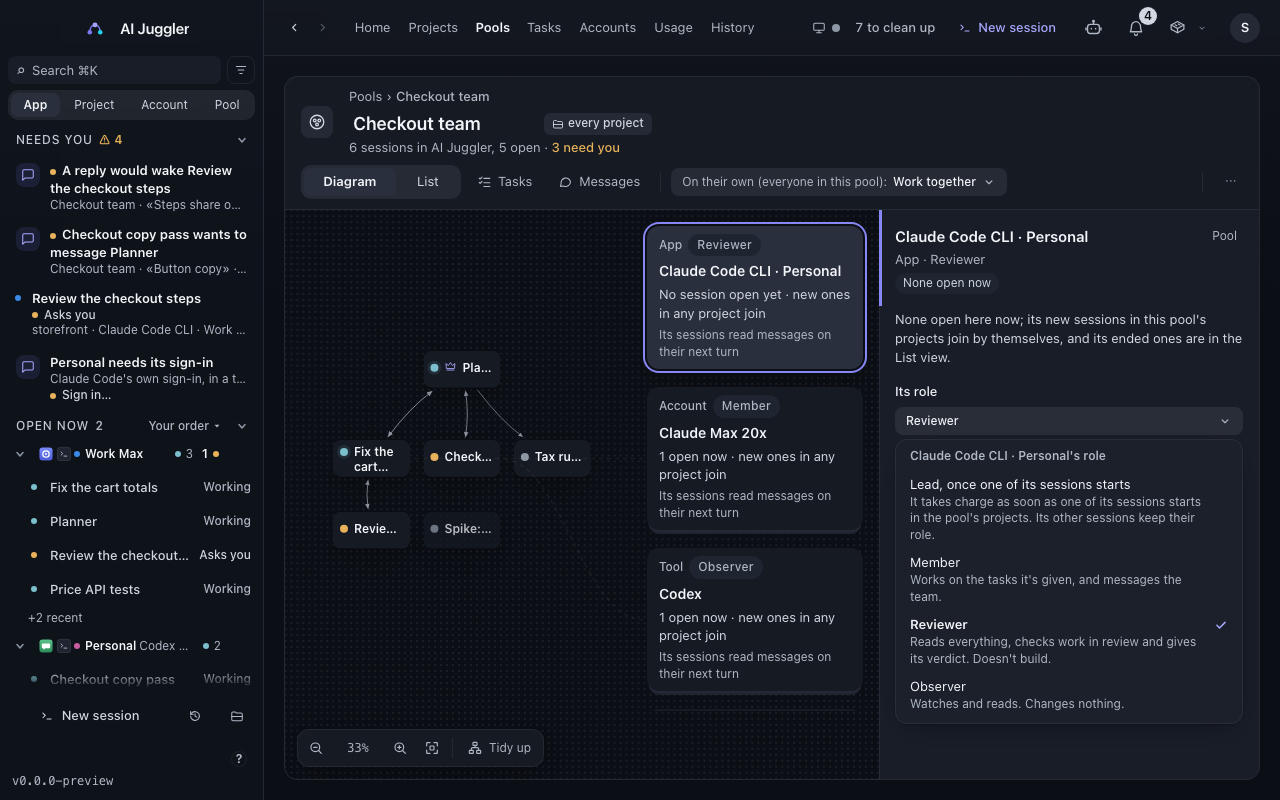 AI Juggler
Search ⌘K
App Project Account Pool
NEEDS YOU 4
A reply would wake Review
the checkout steps
Checkout team · «Steps share o...
Checkout copy pass wants to
message Planner
Checkout team · «Button copy» ·...
Review the checkout steps
Asks you
storefront · Claude Code CLI · Work ...
Personal needs its sign-in
Claude Code's own sign-in, in a t...
Sign in...
OPEN NOW 2 Your order
Work Max 3 1
Fix the cart totals Working
Planner Working
Review the checkout... Asks you
Price API tests Working
+2 recent
Personal Codex ... 2
Checkout copy pass Working
New session
?
v0.0.0-preview
Home Projects Pools Tasks Accounts Usage History
7 to clean up
New session
4
S
Pools › Checkout team
Checkout team
every project
6 sessions in AI Juggler, 5 open · 3 need you
Diagram List Tasks Messages
On their own (everyone in this pool): Work together
...
Pla...
Fix the
cart...
Check...
Tax ru...
Revie...
Spike:...
App Reviewer
Claude Code CLI · Personal
No session open yet · new ones
in any project join
Its sessions read messages on
their next turn
Account Member
Claude Max 20x
1 open now · new ones in any
project join
Its sessions read messages on
their next turn
Tool Observer
Codex
1 open now · new ones in any
project join
Its sessions read messages on
their next turn
33%
Tidy up
Claude Code CLI · Personal Pool
App · Reviewer
None open now
None open here now; its new sessions in this pool's
projects join by themselves, and its ended ones are in the
List view.
Its role
Reviewer
Claude Code CLI · Personal's role
Lead, once one of its sessions starts
It takes charge as soon as one of its sessions starts
in the pool's projects. Its other sessions keep their
role.
Member
Works on the tasks it's given, and messages the
team.
Reviewer
Reads everything, checks work in review and gives
its verdict. Doesn't build.
Observer
Watches and reads. Changes nothing.